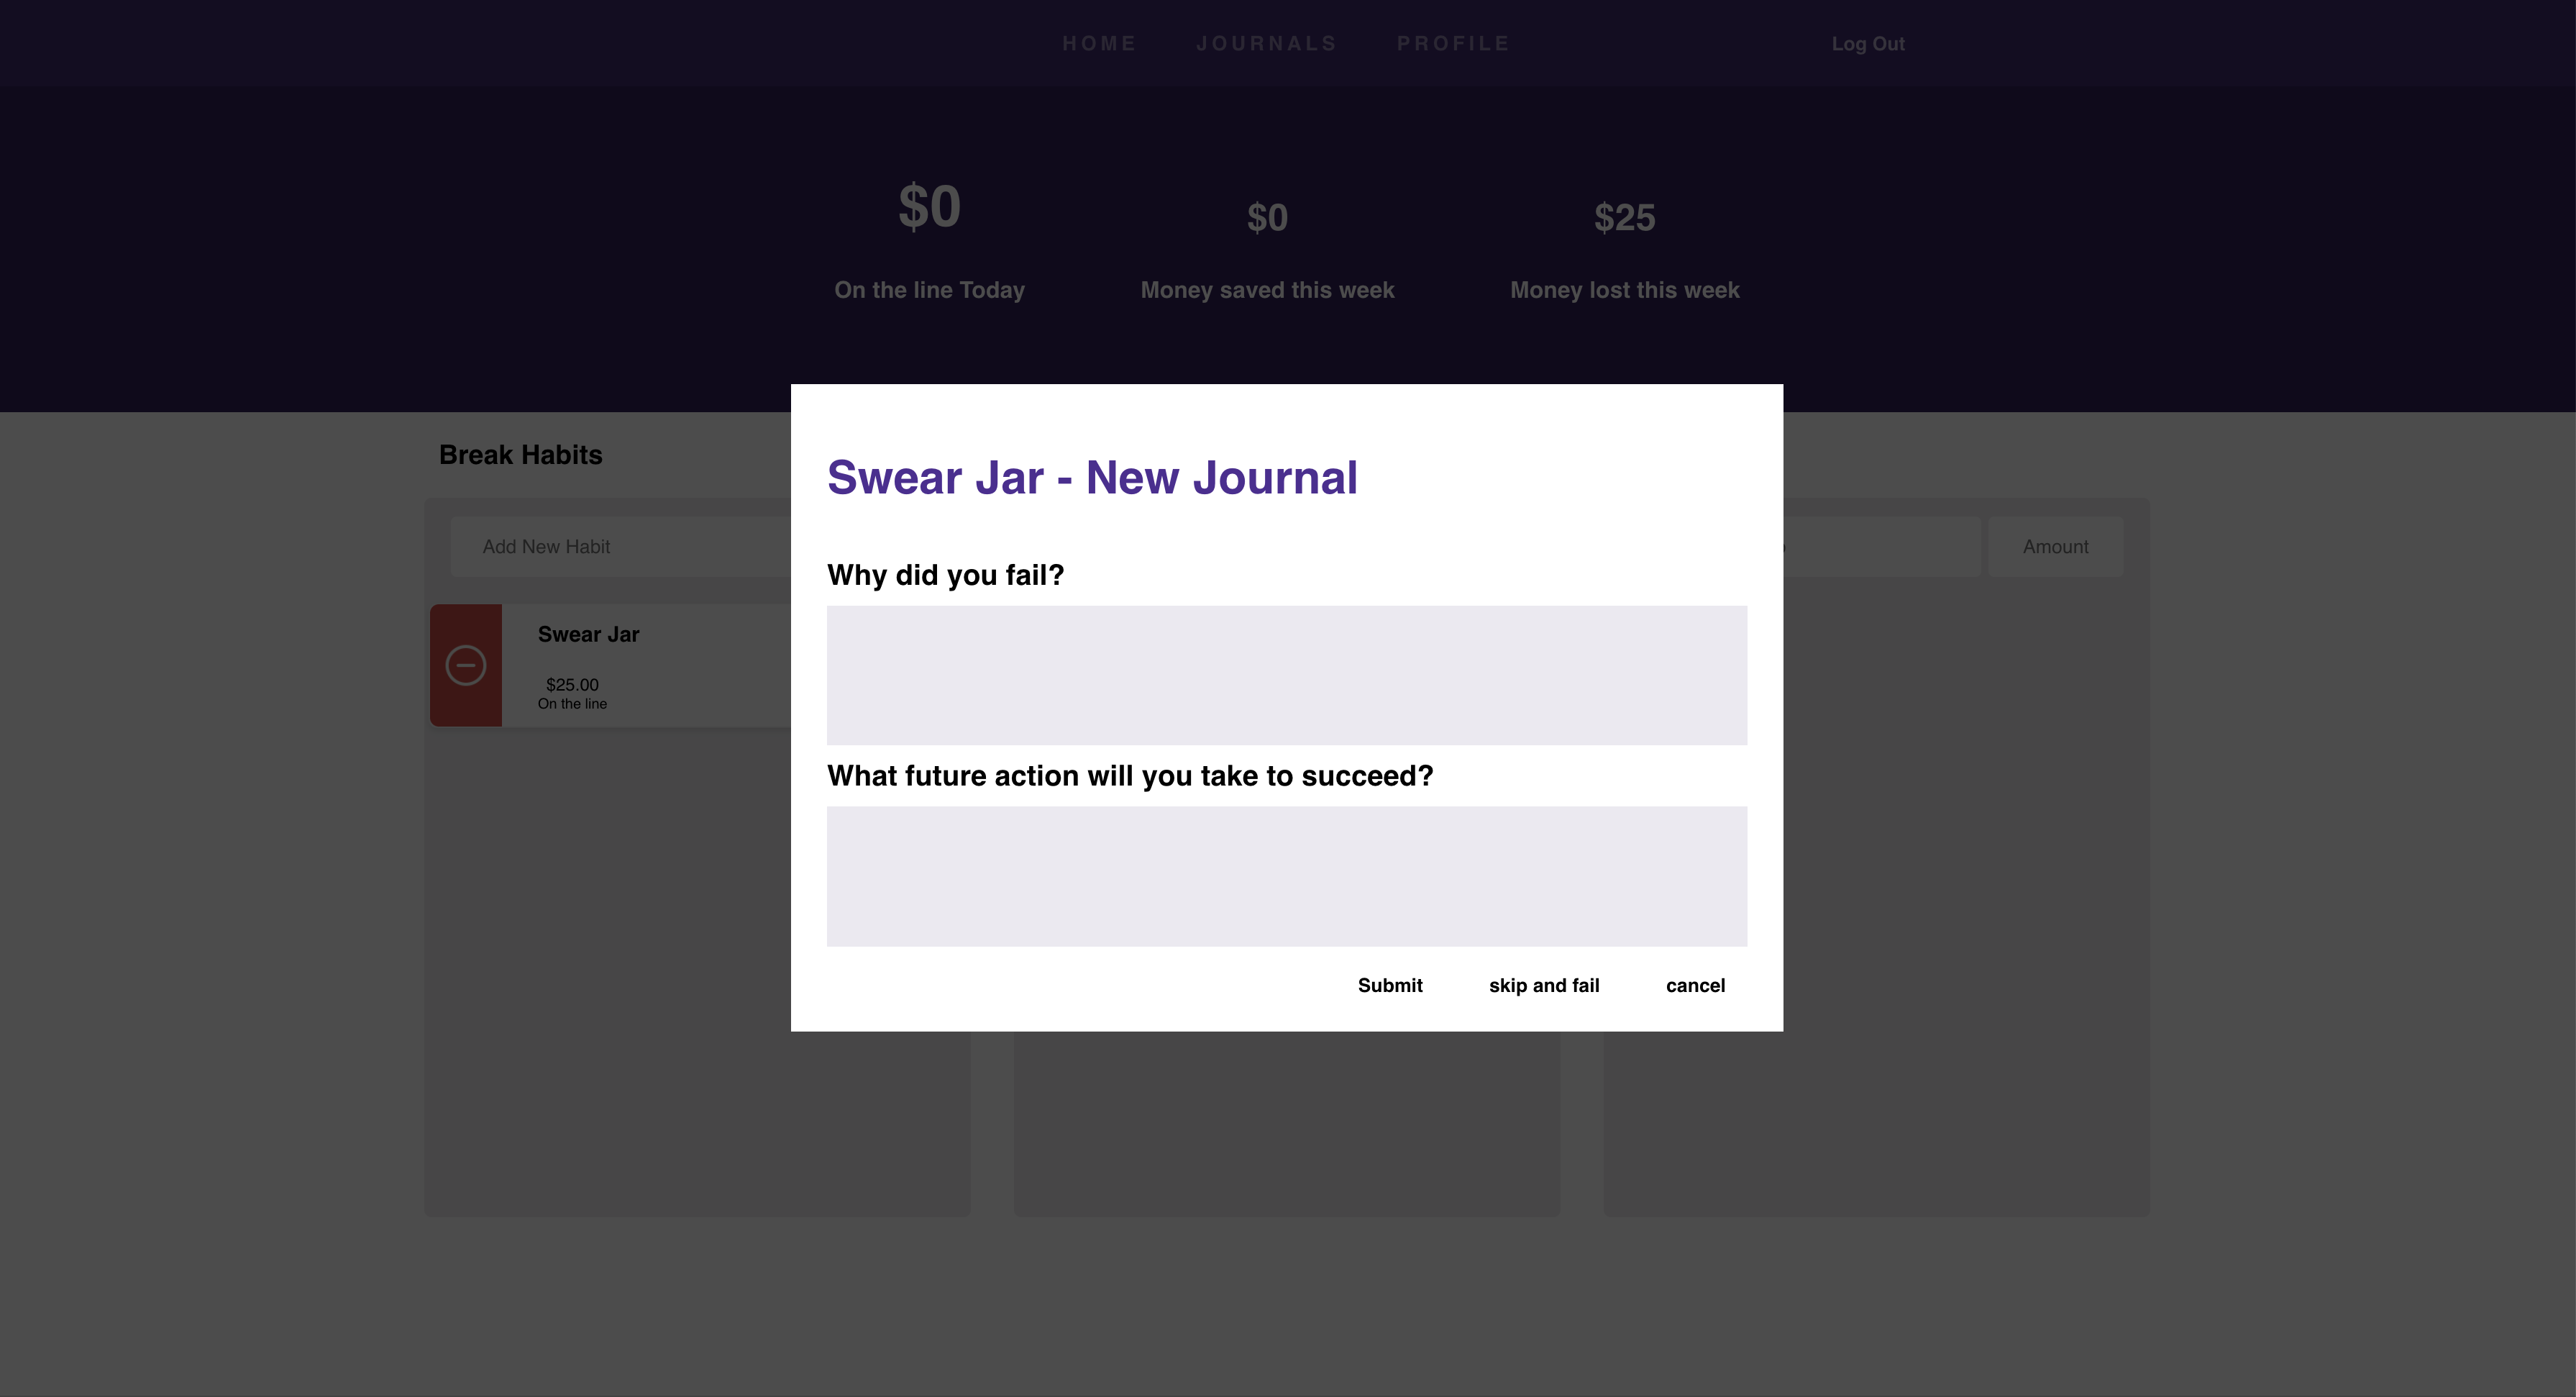 HOME JOURNALS PROFILE Log Out
$0 $0 $25
On the line Today Money saved this week Money lost this week
Break Habits
Add New Habit
Swear Jar
$25.00
On the line
Amount
Swear Jar - New Journal
Why did you fail?
What future action will you take to succeed?
Submit skip and fail cancel